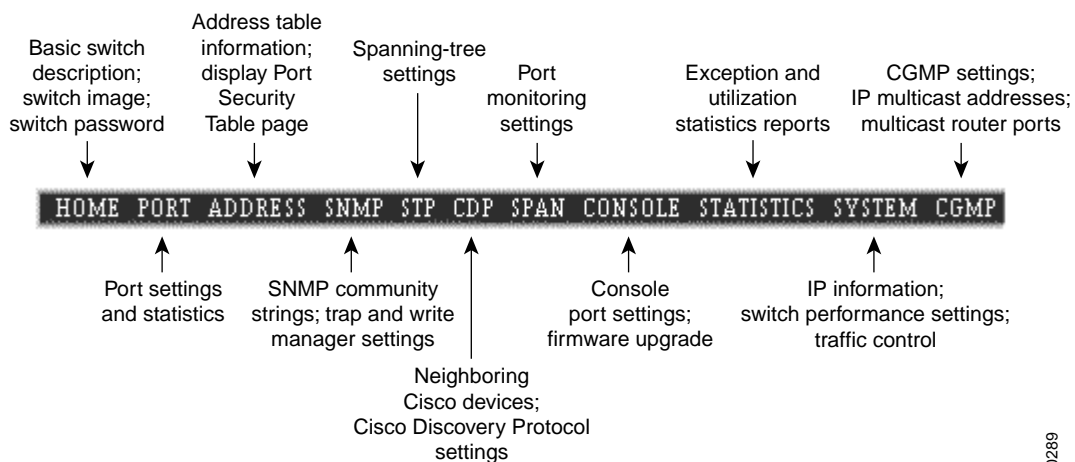 Basic switch
description;
switch image;
switch password
Address table
information;
display Port
Security
Table page
Spanning-tree
settings
Port
monitoring
settings
Exception and
utilization
statistics reports
CGMP settings;
IP multicast addresses;
multicast router ports
HOME PORT ADDRESS SNMP STP CDP SPAN CONSOLE STATISTICS SYSTEM CGMP
Port settings
and statistics
SNMP community
strings; trap and write
manager settings
Neighboring
Cisco devices;
Cisco Discovery Protocol
settings
Console
port settings;
firmware upgrade
IP information;
switch performance settings;
traffic control